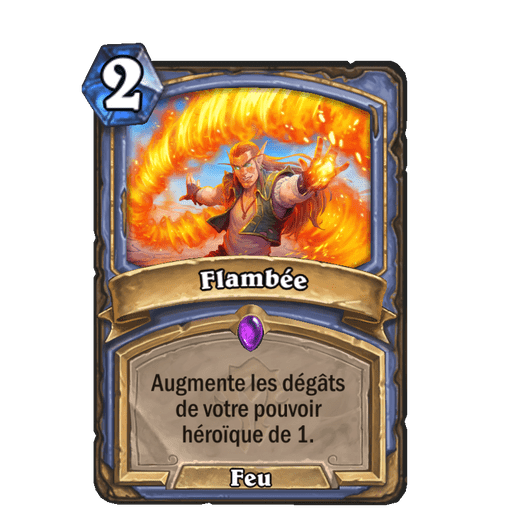 2
Flambée
Augmente les dégâts
de votre pouvoir
héroïque de 1.
Feu